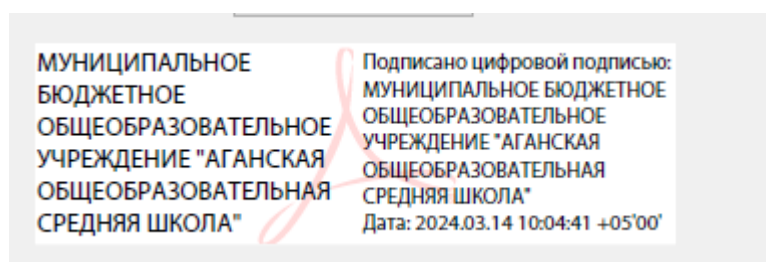 МУНИЦИПАЛЬНОЕ
БЮДЖЕТНОЕ
ОБЩЕОБРАЗОВАТЕЛЬНОЕ
УЧРЕЖДЕНИЕ "АГАНСКАЯ
ОБЩЕОБРАЗОВАТЕЛЬНАЯ
СРЕДНЯЯ ШКОЛА"
Подписано цифровой подписью:
МУНИЦИПАЛЬНОЕ БЮДЖЕТНОЕ
ОБЩЕОБРАЗОВАТЕЛЬНОЕ
УЧРЕЖДЕНИЕ "АГАНСКАЯ
ОБЩЕОБРАЗОВАТЕЛЬНАЯ
СРЕДНЯЯ ШКОЛА"
Дата: 2024.03.14 10:04:41 +05'00'